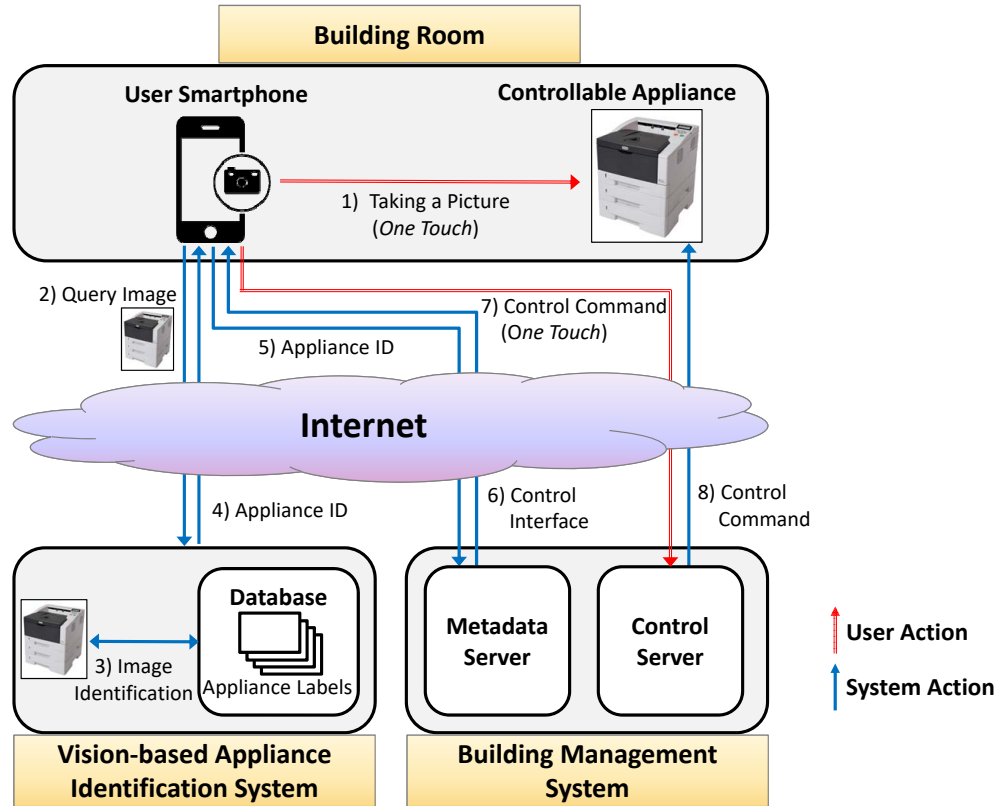 Building Room
User Smartphone
Controllable Appliance
1) Taking a Picture
(One Touch)
2) Query Image
7) Control Command
(One Touch)
5) Appliance ID
Internet
4) Appliance ID
6) Control
Interface
8) Control
Command
Database
Appliance Labels
3) Image
Identification
Metadata
Server
Control
Server
User Action
System Action
Vision-based Appliance
Identification System
Building Management
System